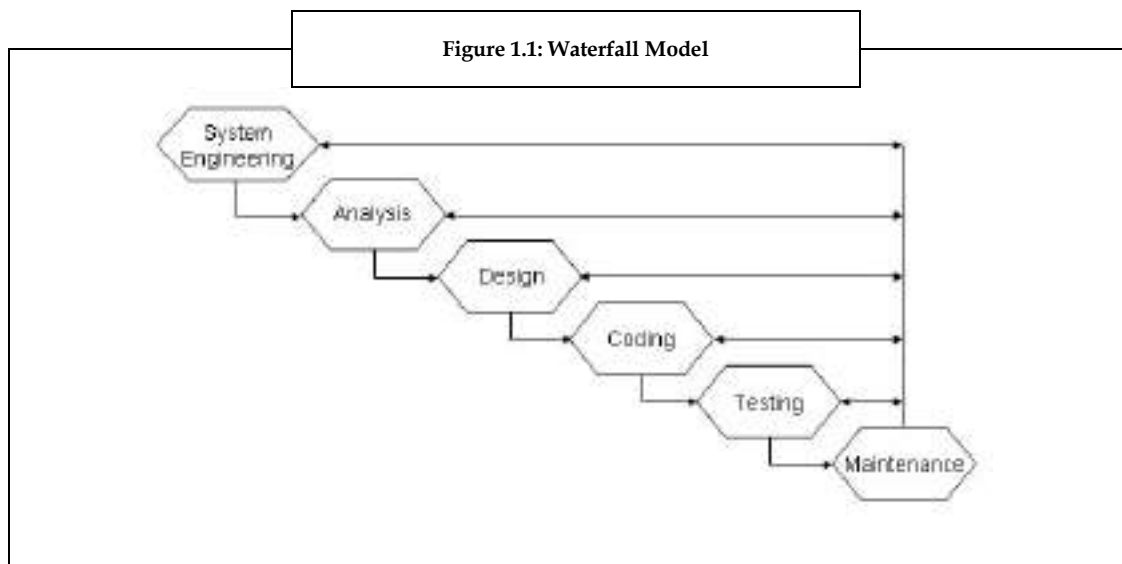 Figure 1.1: Waterfall Model
System
Engineering
Analysis
Design
Coding
Testing
Maintenance